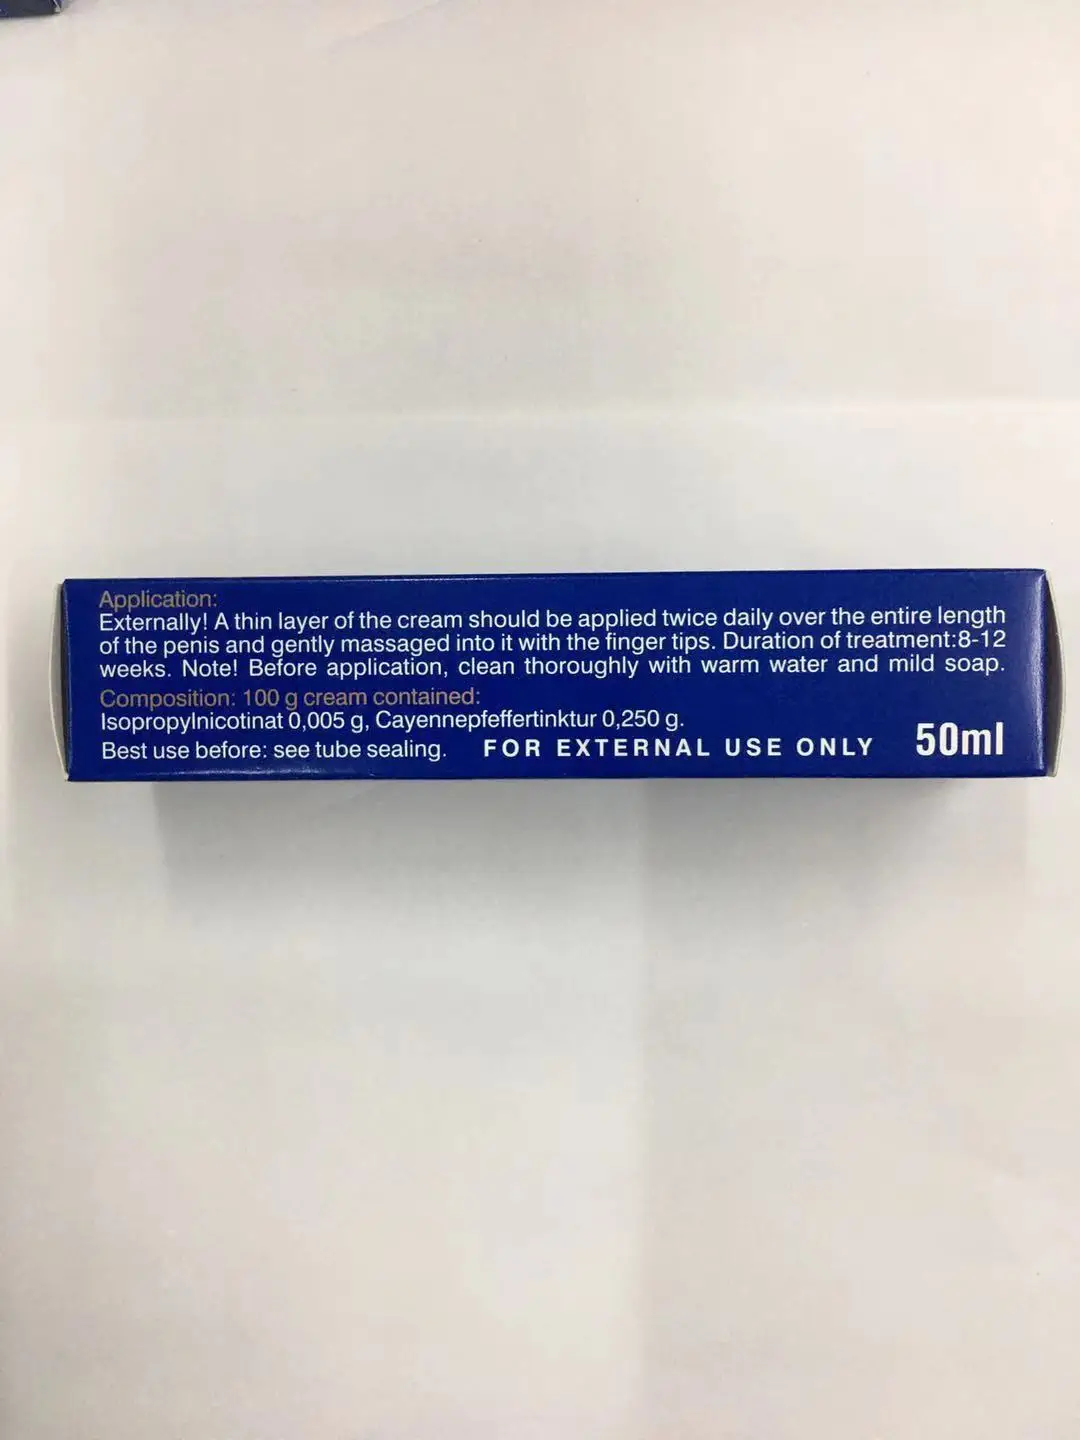 Application:
Externally! A thin layer of the cream should be applied twice daily over the entire length
of the penis and gently massaged into it with the finger tips. Duration of treatment:8-12
weeks. Note! Before application, clean thoroughly with warm water and mild soap.
Composition: 100 g cream contained:
Isopropylnicotinat 0,005 g, Cayennepfeffertinktur 0,250 g.
Best use before: see tube sealing. FOR EXTERNAL USE ONLY 50ml